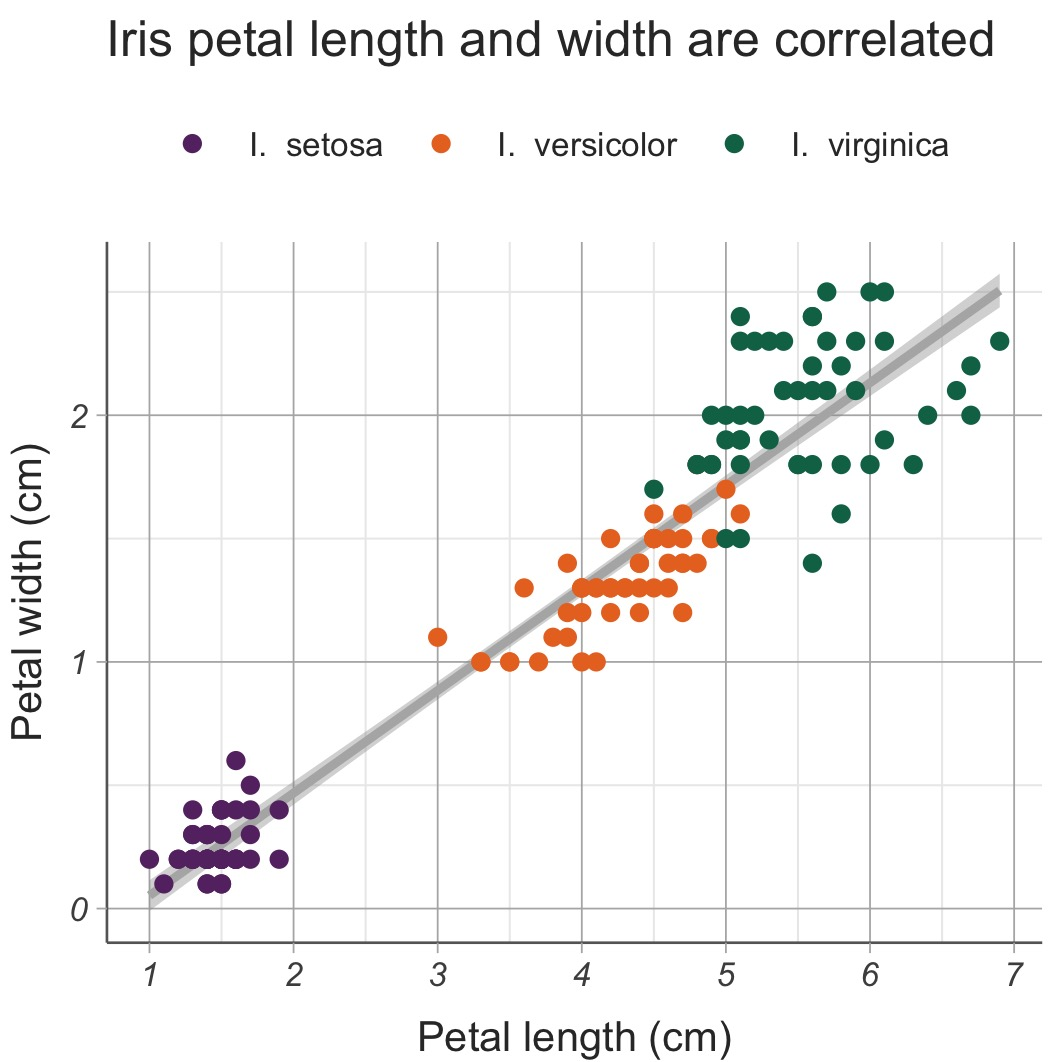 Iris petal length and width are correlated
I. setosa I. versicolor I. virginica
Petal width (cm)
2
1
0
1 2 3 4 5 6 7
Petal length (cm)